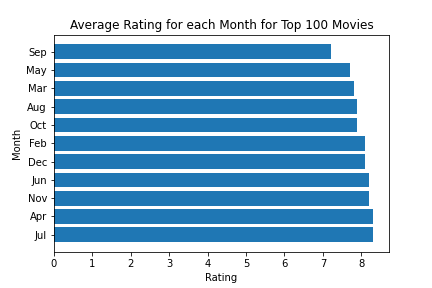 Average Rating for each Month for Top 100 Movies
Month
Sep
May
Mar
Aug
Oct
Feb
Dec
Jun
Nov
Apr
Jul
0 1 2 3 4 5 6 7 8
Rating